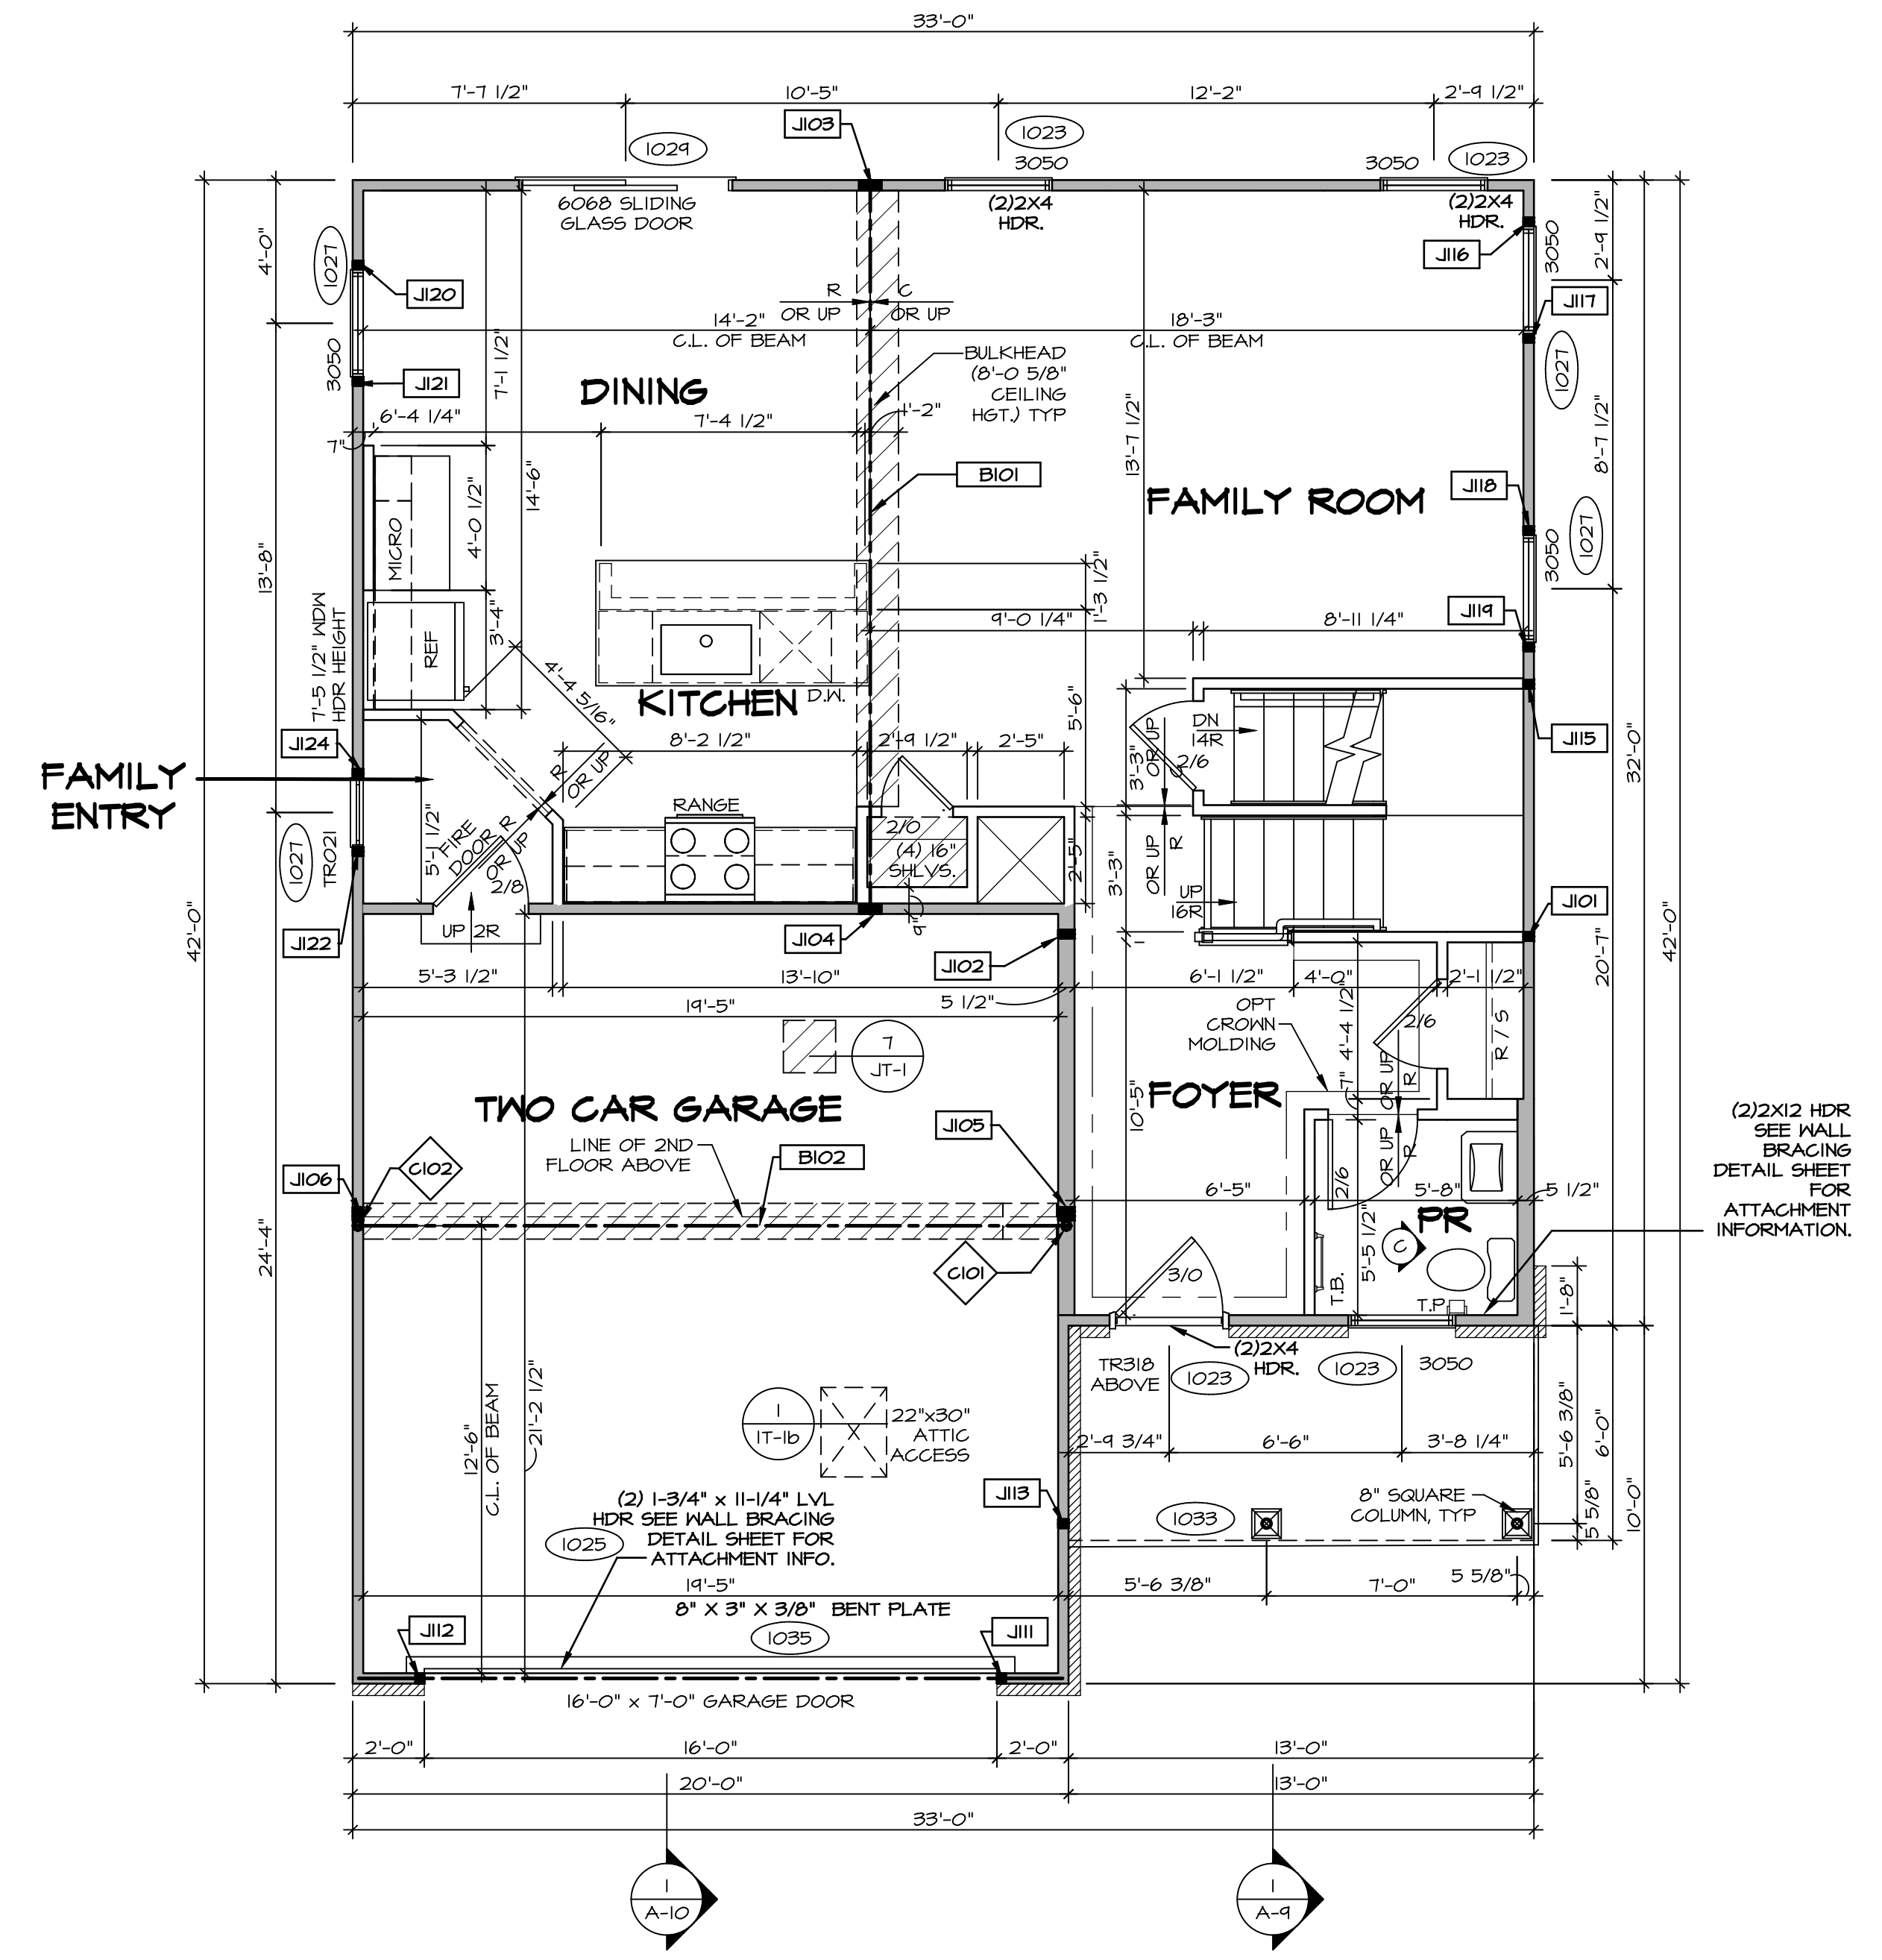 33'-0"
7'-7 1/2"
10'-5"
12'-2"
2'-9 1/2"
J103
1029
1023
1023
3050
3050
6068 SLIDING
GLASS DOOR
(2)2X4
HDR.
(2)2X4
HDR.
4'-0"
1027
J120
3050
J121
J116
3050
2'-9 1/2"
J117
1027
R
OR UP
C
OR UP
14'-2"
C.L. OF BEAM
18'-3"
C.L. OF BEAM
7'-1 1/2"
DINING
BULKHEAD
(8'-0 5/8"
CEILING
HGT.) TYP
6'-4 1/4"
7'-4 1/2"
1'-2"
7"
13'-7 1/2"
8'-7 1/2"
14'-6"
B101
FAMILY ROOM
J118
1027
3050
MICRO
4'-0 1/2"
13'-8"
1'-3 1/2"
9'-0 1/4"
8'-11 1/4"
J119
7'-5 1/2" WDW
HDR HEIGHT
REF
3'-4"
4'-4 5/16"
KITCHEN
D.W.
5'-6"
J124
8'-2 1/2"
2'-9 1/2"
2'-5"
DN
14R
3'-3"
OR UP
C
2/6
J115
32'-0"
FAMILY
ENTRY
R
OR UP
RANGE
1027
TR021
5'-1 1/2"
FIRE
DOOR
R
OR UP
2/8
2/0
(4) 16"
SHLVS.
2'-5"
3'-3"
OR UP
R
UP
16R
J101
42'-0"
J122
UP 2R
J104
9"
J102
20'-7"
42'-0"
5'-3 1/2"
13'-10"
6'-1 1/2"
4'-0"
2'-1 1/2"
19'-5"
5 1/2"
OPT
CROWN
MOLDING
4'-4 1/2"
2/6
R / S
7
JT-1
7"
OR UP
R
TWO CAR GARAGE
FOYER
10'-5"
J105
LINE OF 2ND
FLOOR ABOVE
B102
C102
J106
OR UP
R
2/6
6'-5"
5'-8"
5 1/2"
(2)2X12 HDR
SEE WALL
BRACING
DETAIL SHEET
FOR
ATTACHMENT
INFORMATION.
PR
C
24'-4"
C101
3/0
5'-5 1/2"
T.B.
T.P
1'-8"
(2)2X4
HDR.
TR318
ABOVE
1023
1023
3050
12'-6"
C.L. OF BEAM
21'-2 1/2"
1
1T-1b
22"x30"
ATTIC
ACCESS
2'-9 3/4"
6'-6"
3'-8 1/4"
5'-6 3/8"
6'-0"
5 5/8"
10'-0"
(2) 1-3/4" x 11-1/4" LVL
HDR SEE WALL BRACING
DETAIL SHEET FOR
ATTACHMENT INFO.
1025
J113
1033
8" SQUARE
COLUMN, TYP
19'-5"
5'-6 3/8"
7'-0"
5 5/8"
8" X 3" X 3/8" BENT PLATE
1035
J112
J111
16'-0" x 7'-0" GARAGE DOOR
2'-0"
16'-0"
2'-0"
13'-0"
20'-0"
13'-0"
33'-0"
1
A-10
1
A-9